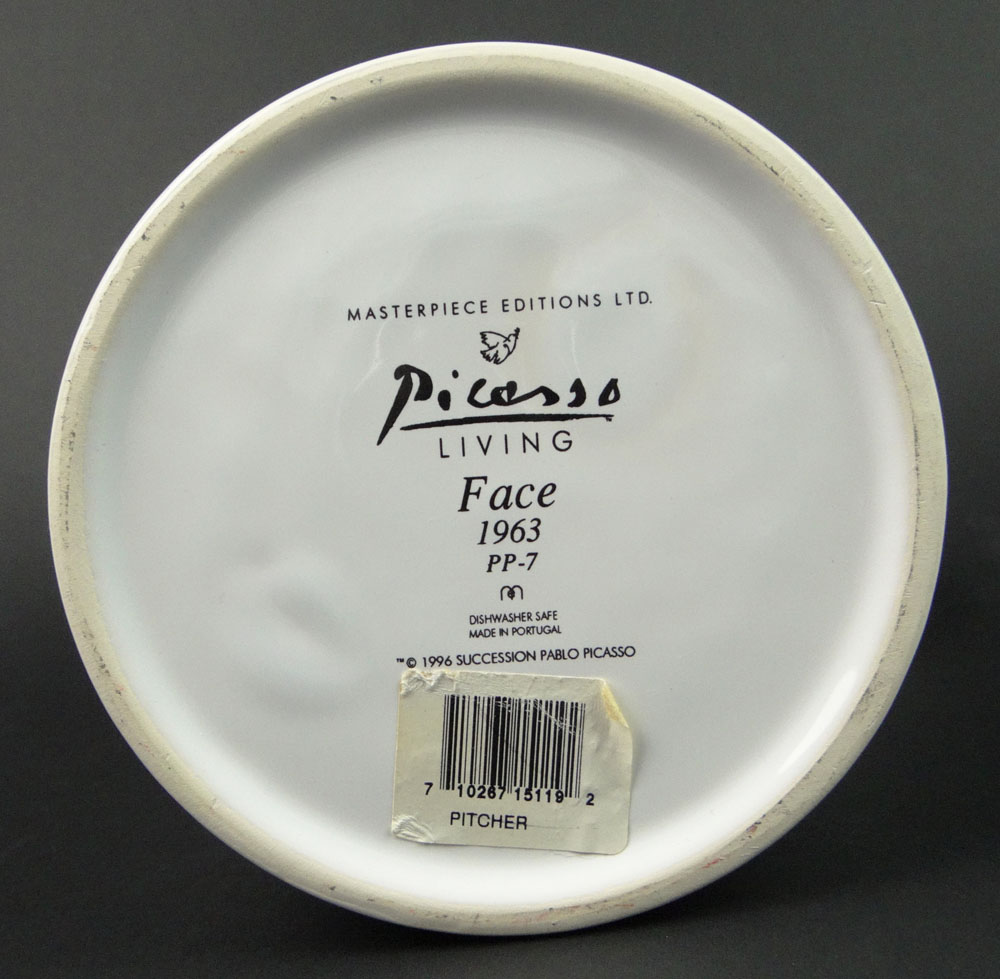 MASTERPIECE EDITIONS LTD.
Picasso™
LIVING
Face
1963
PP-7
DISHWASHER SAFE
MADE IN PORTUGAL
™© 1996 SUCCESSION PABLO PICASSO
7 10267 15119 2
PITCHER